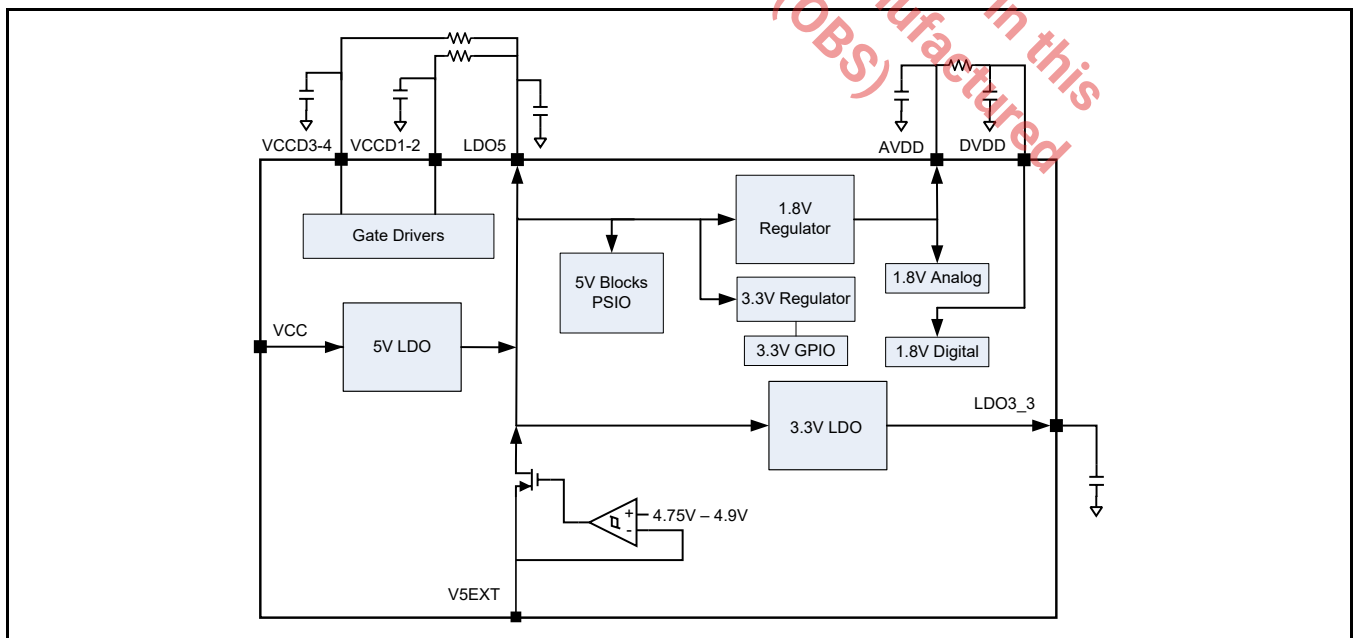 in this
nufactured
(OBS)
VCCD3-4
VCCD1-2
LDO5
AVDD
DVDD
Gate Drivers
1.8V
Regulator
5V Blocks
PSIO
3.3V Regulator
1.8V Analog
VCC
5V LDO
3.3V GPIO
1.8V Digital
LDO3_3
3.3V LDO
+
4.75V – 4.9V
-
V5EXT